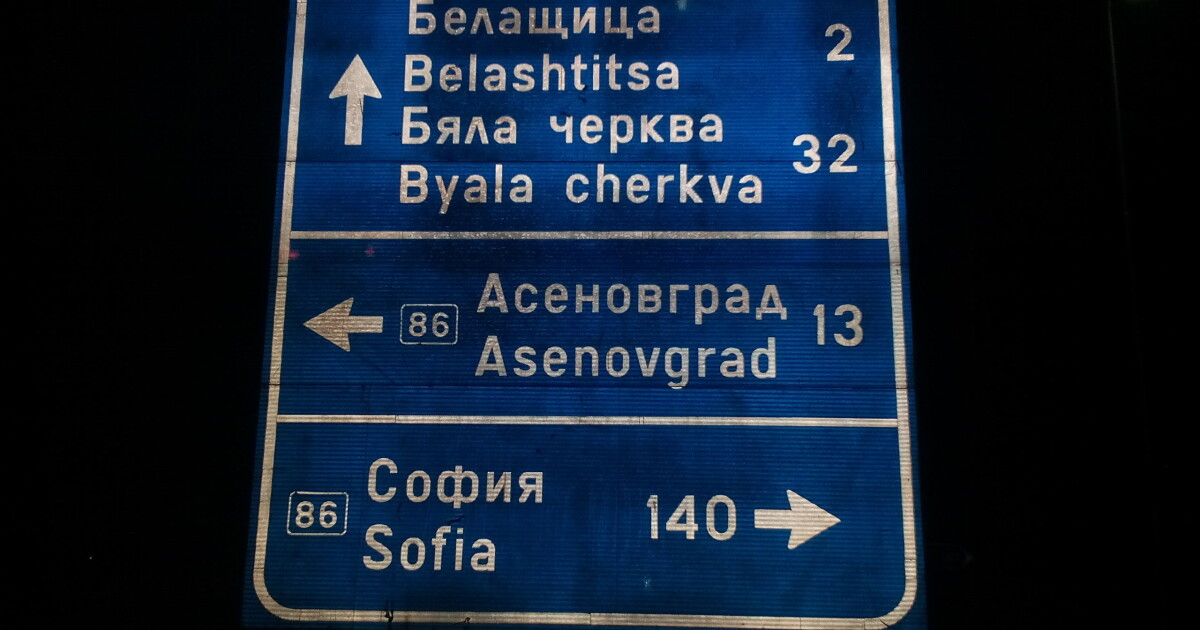 Белащица 2
Belashtitsa
Бяла черква 32
Byala cherkva
86 Асеновград 13
Asenovgrad
86 София 140
Sofia